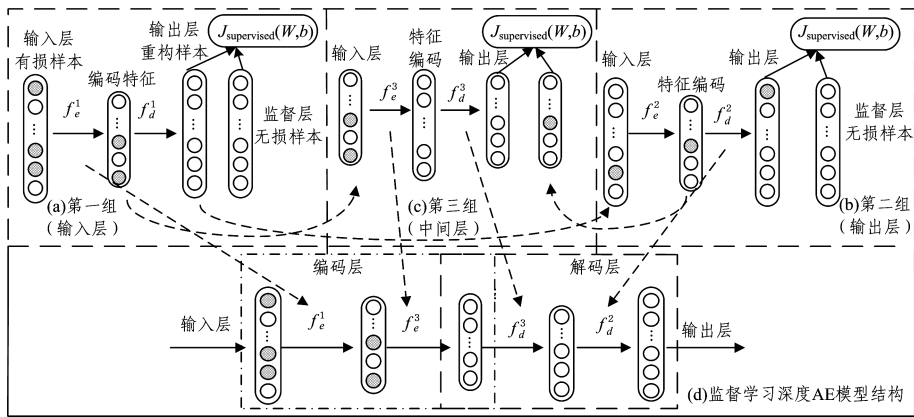 输入层
有损样本
编码特征
输出层
重构样本
J_supervised(W,b)
监督层
无损样本
f_e^1
f_d^1
(a)第一组
(输入层)
输入层
特征
编码
输出层
J_supervised(W,b)
f_e^3
f_d^3
(c)第三组
(中间层)
输入层
特征编码
输出层
J_supervised(W,b)
监督层
无损样本
f_e^2
f_d^2
(b)第二组
(输出层)
编码层
解码层
输入层
f_e^1
f_e^3
f_d^3
f_d^2
输出层
(d)监督学习深度AE模型结构